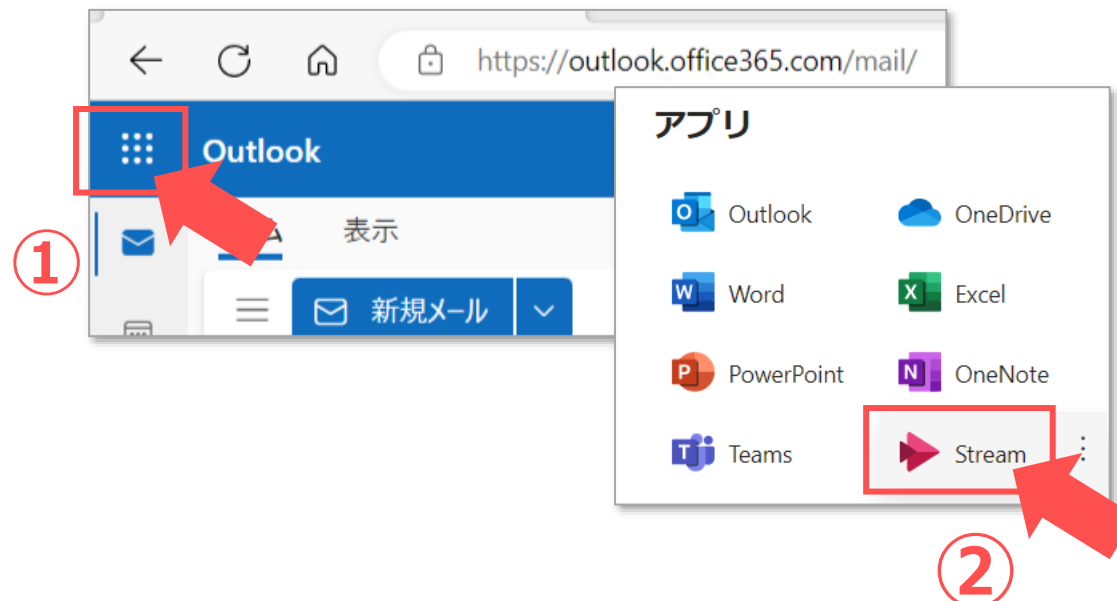 https://outlook.office365.com/mail/
Outlook
表示
新規メール
①
アプリ
Outlook
OneDrive
Word
Excel
PowerPoint
OneNote
Teams
Stream
②